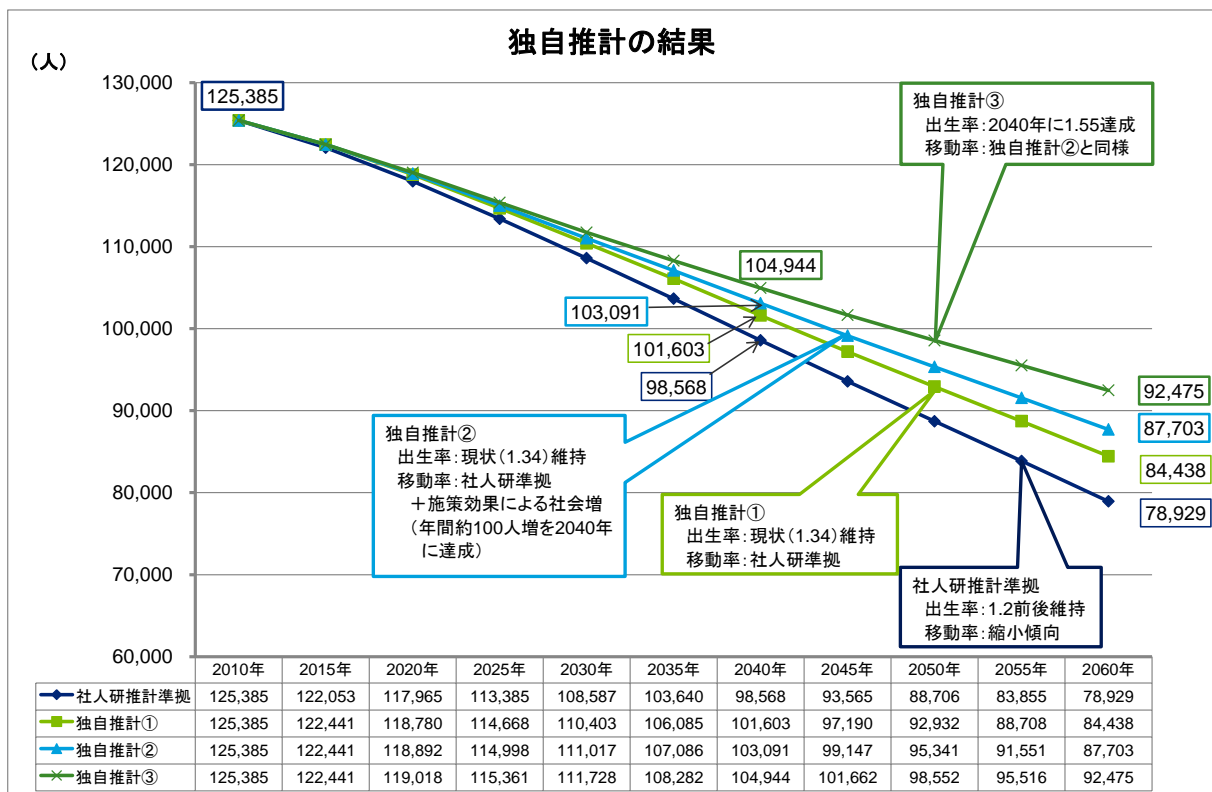 独自推計の結果
(人)
130,000
120,000
110,000
100,000
90,000
80,000
70,000
60,000
125,385
独自推計③
出生率：2040年に1.55達成
移動率：独自推計②と同様
104,944
103,091
101,603
98,568
92,475
87,703
84,438
78,929
独自推計②
出生率：現状(1.34)維持
移動率：社人研準拠
＋施策効果による社会増
(年間約100人増を2040年
に達成)
独自推計①
出生率：現状(1.34)維持
移動率：社人研準拠
社人研推計準拠
出生率：1.2前後維持
移動率：縮小傾向
2010年 2015年 2020年 2025年 2030年 2035年 2040年 2045年 2050年 2055年 2060年
社人研推計準拠 125,385 122,053 117,965 113,385 108,587 103,640 98,568 93,565 88,706 83,855 78,929
独自推計① 125,385 122,441 118,780 114,668 110,403 106,085 101,603 97,190 92,932 88,708 84,438
独自推計② 125,385 122,441 118,892 114,998 111,017 107,086 103,091 99,147 95,341 91,551 87,703
独自推計③ 125,385 122,441 119,018 115,361 111,728 108,282 104,944 101,662 98,552 95,516 92,475